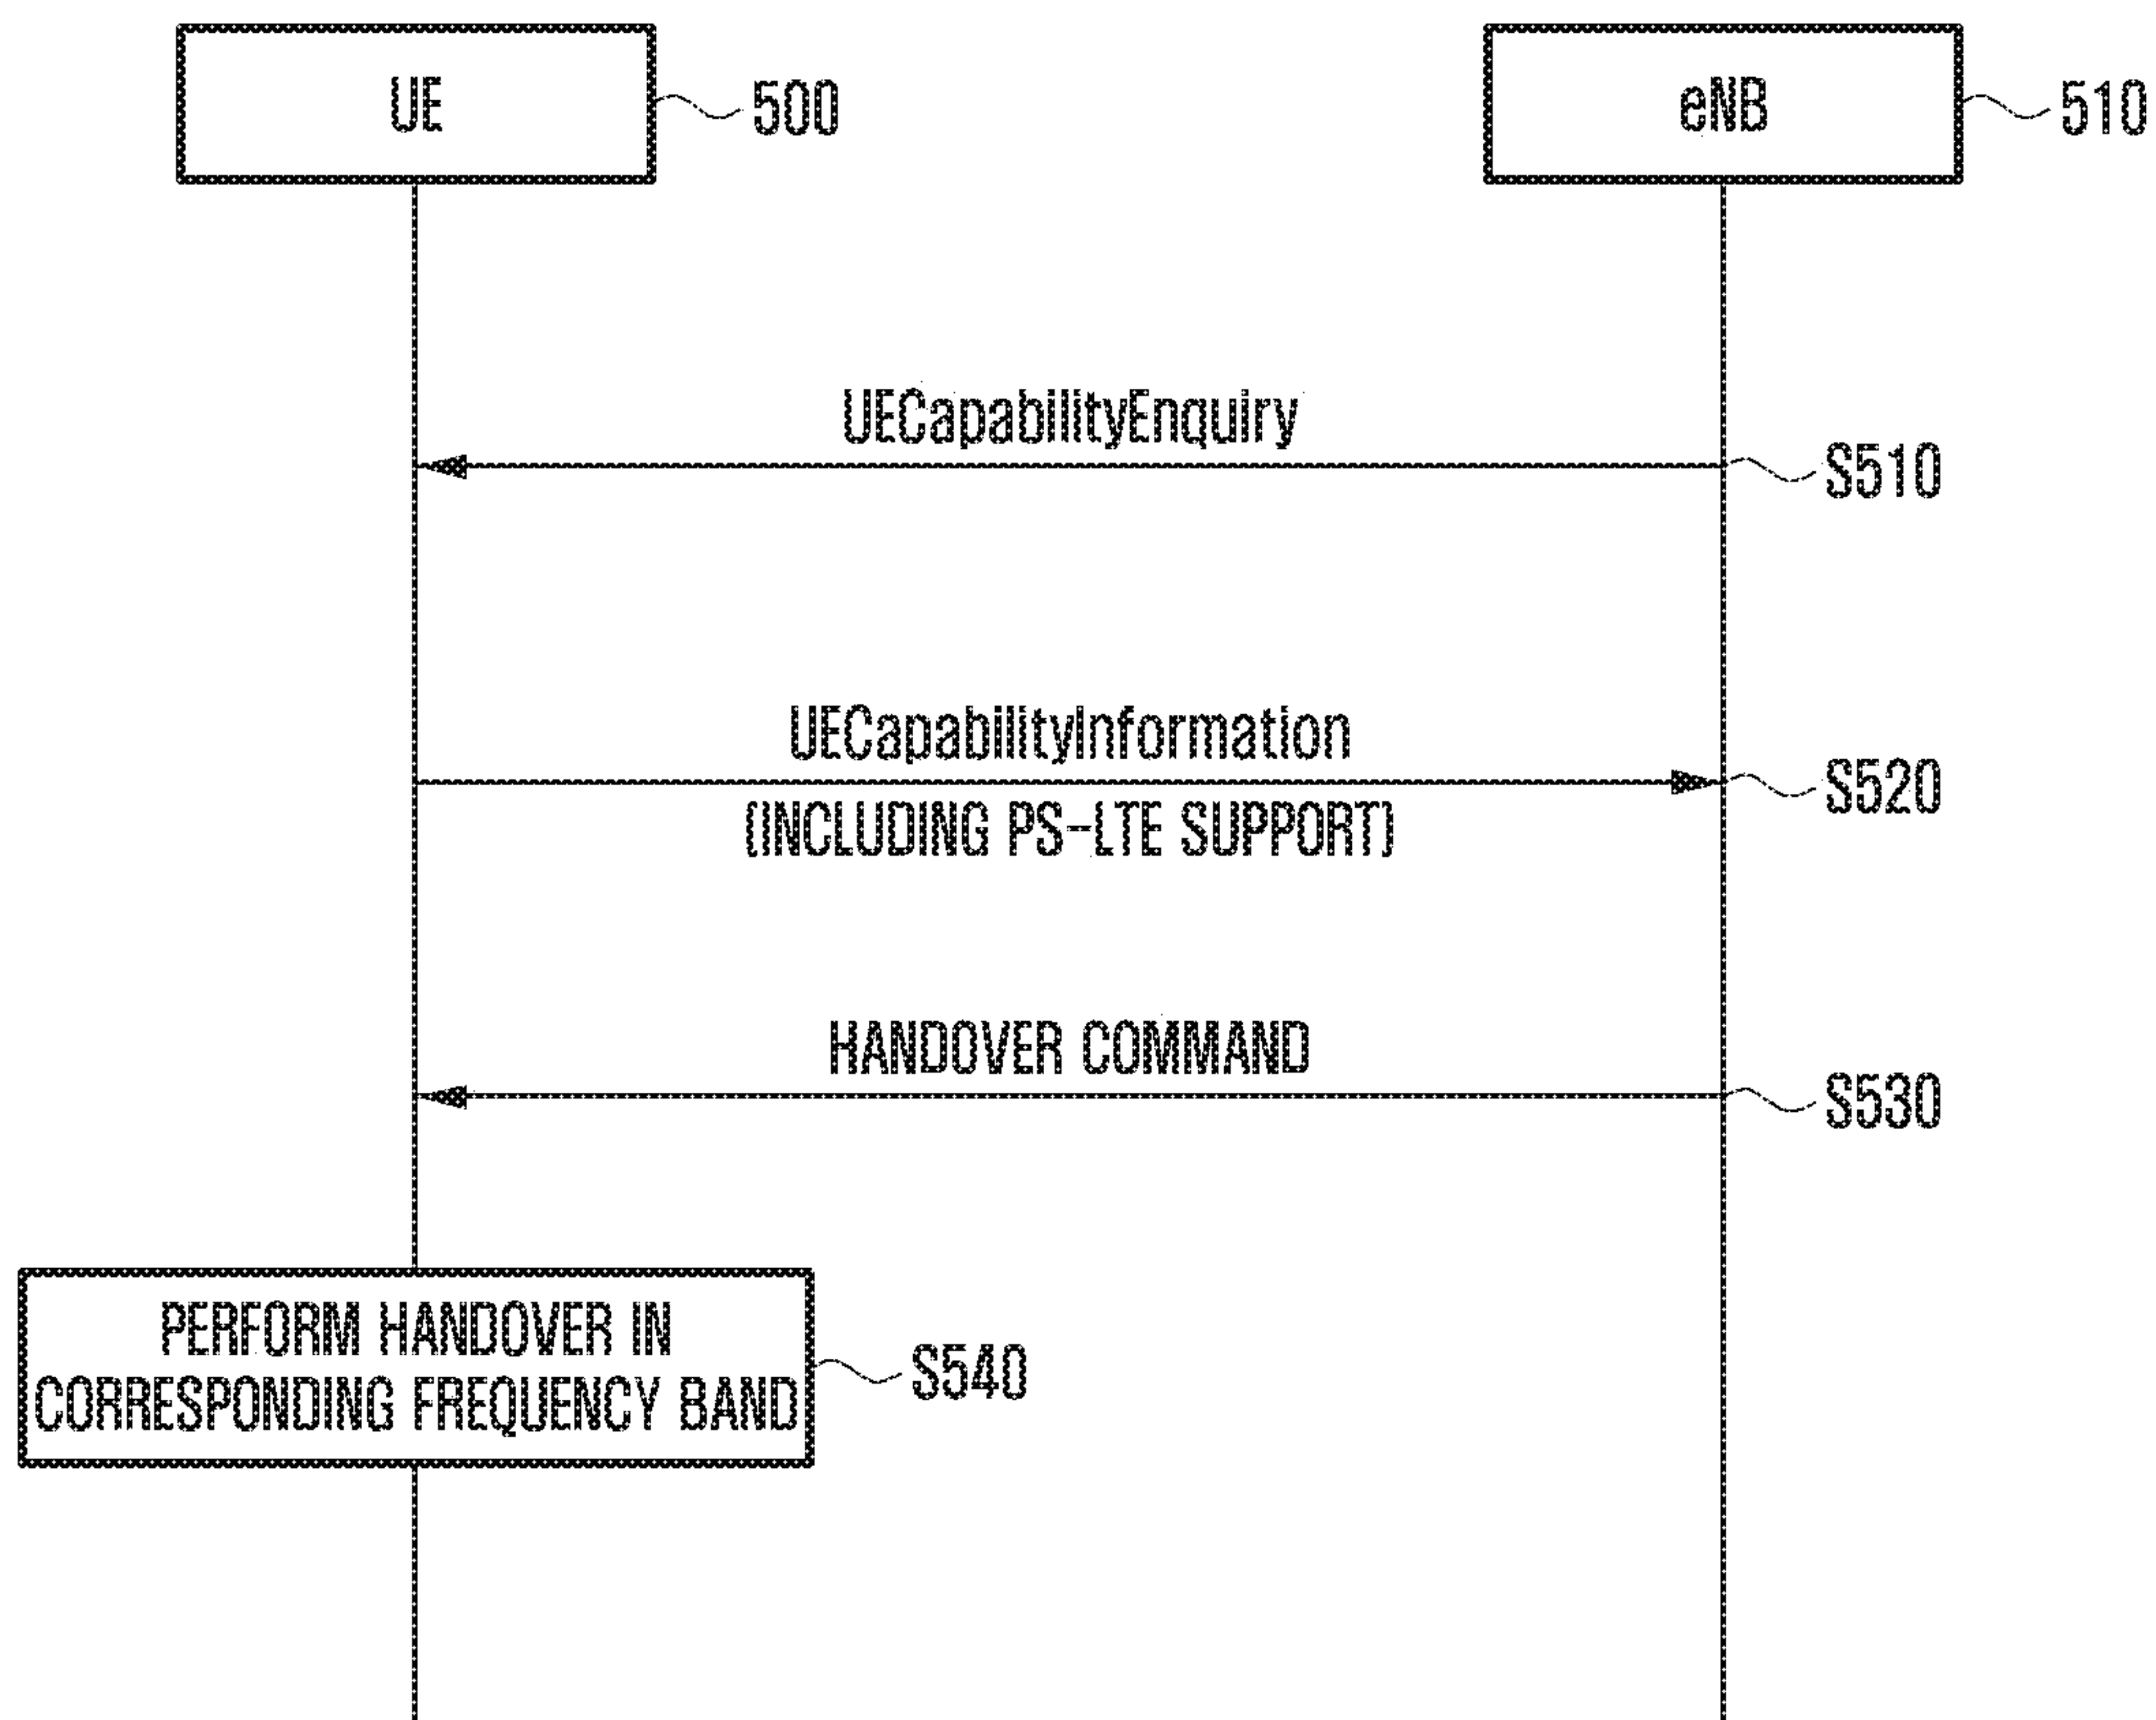 UE
500
eNB
510
UECapabilityEnquiry
S510
UECapabilityInformation
S520
(INCLUDING PS-LTE SUPPORT)
HANDOVER COMMAND
S530
PERFORM HANDOVER IN
CORRESPONDING FREQUENCY BAND
S540